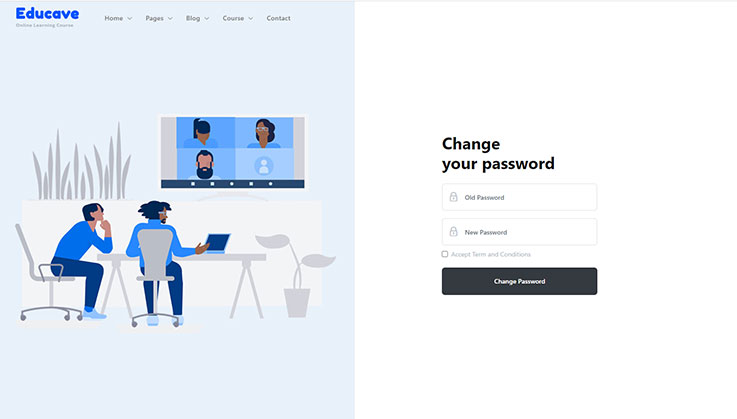 Educave
Online Learning Course
Home
Pages
Blog
Course
Contact
Change
your password
Old Password
New Password
Accept Term and Conditions
Change Password